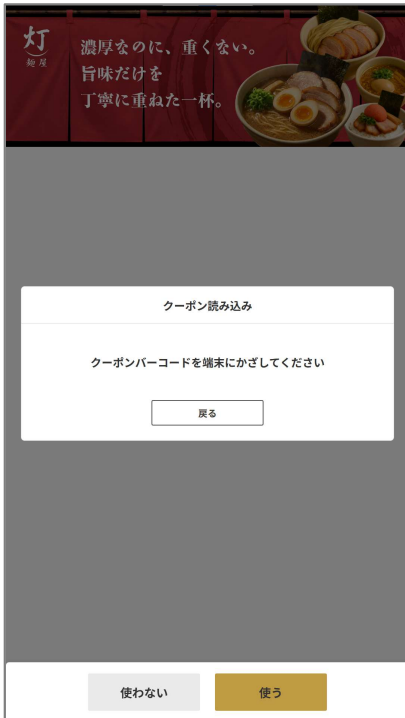 灯
麺屋
濃厚なのに、重くない。
旨味だけを
丁寧に重ねた一杯。
クーポン読み込み
クーポンバーコードを端末にかざしてください
戻る
使わない
使う